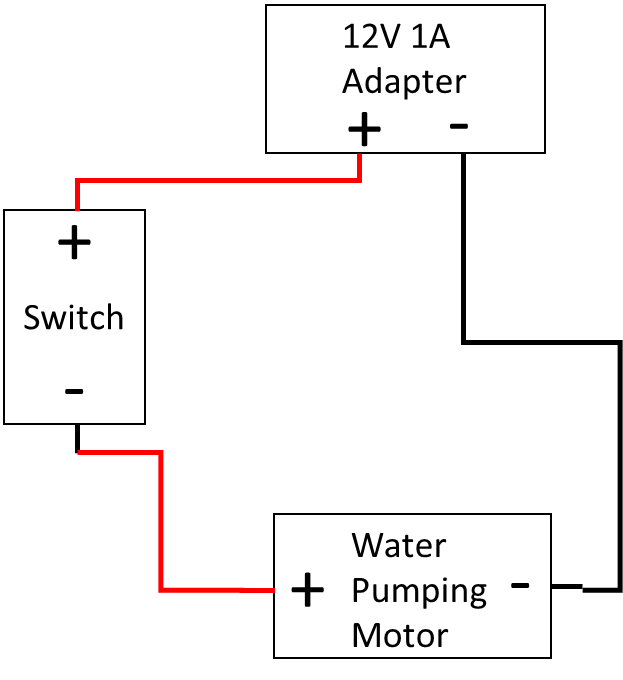 12V 1A
Adapter
+ -
+
Switch
-
Water
+ Pumping -
Motor